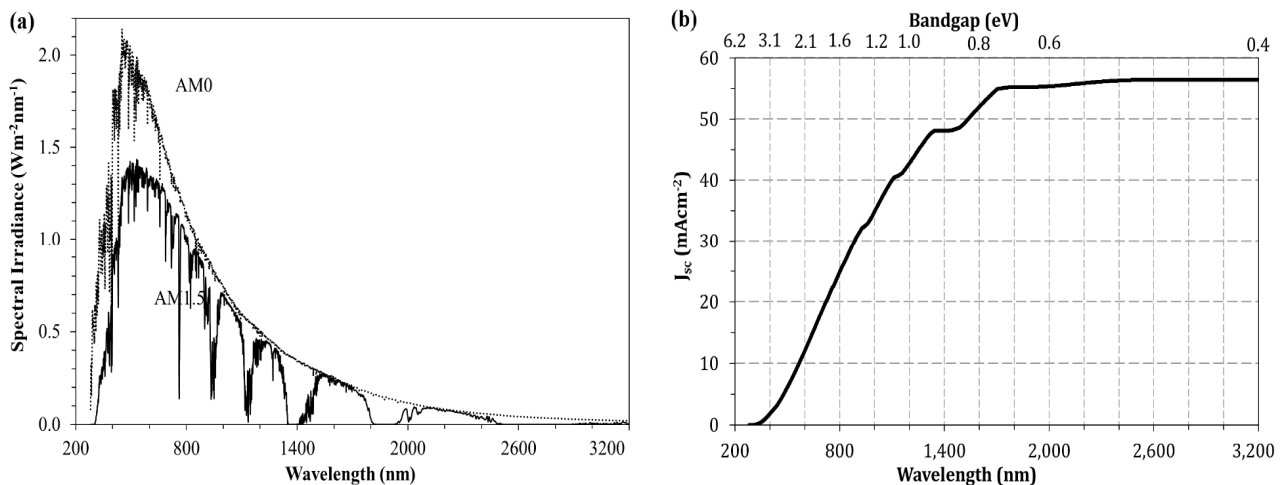 (a)
Spectral Irradiance (Wm⁻²nm⁻¹)
2.0
1.5
1.0
0.5
0.0
AM0
AM1.5
200 800 1400 2000 2600 3200
Wavelength (nm)
(b)
Bandgap (eV)
6.2 3.1 2.1 1.6 1.2 1.0 0.8 0.6 0.4
Jsc (mAcm⁻²)
60
50
40
30
20
10
0
200 800 1,400 2,000 2,600 3,200
Wavelength (nm)